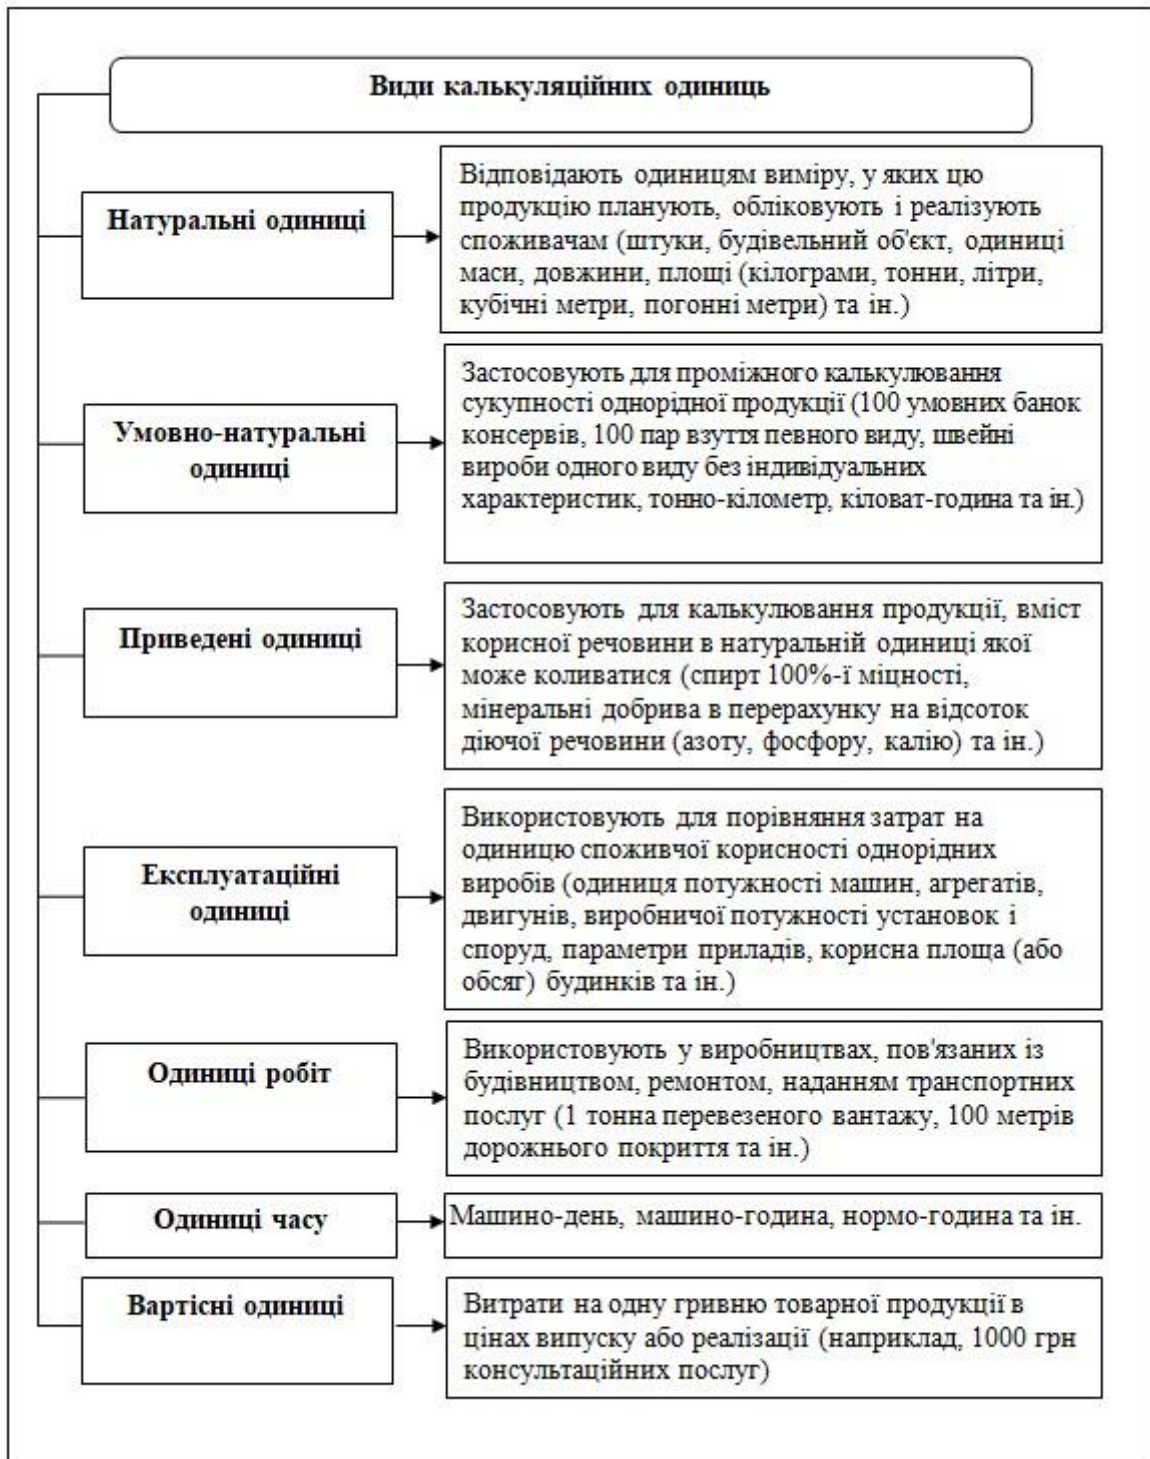 Види калькуляційних одиниць
Натуральні одиниці
Відповідають одиницям виміру, у яких цю
продукцію планують, обліковують і реалізують
споживачам (штуки, будівельний об'єкт, одиниці
маси, довжини, площі (кілограми, тонни, літри,
кубічні метри, погонні метри) та ін.)
Умовно-натуральні
одиниці
Застосовують для проміжного калькулювання
сукупності однорідної продукції (100 умовних банок
консервів, 100 пар взуття певного виду, швейні
вироби одного виду без індивідуальних
характеристик, тонно-кілометр, кіловат-година та ін.)
Приведені одиниці
Застосовують для калькулювання продукції, вміст
корисної речовини в натуральній одиниці якої
може коливатися (спирт 100%-ї міцності,
мінеральні добрива в перерахунку на відсоток
діючої речовини (азоту, фосфору, калію) та ін.)
Експлуатаційні
одиниці
Використовують для порівняння затрат на
одиницю споживчої корисності однорідних
виробів (одиниця потужності машин, агрегатів,
двигунів, виробничої потужності установок і
споруд, параметри приладів, корисна площа (або
обсяг) будинків та ін.)
Одиниці робіт
Використовують у виробництвах, пов'язаних із
будівництвом, ремонтом, наданням транспортних
послуг (1 тонна перевезеного вантажу, 100 метрів
дорожнього покриття та ін.)
Одиниці часу
Машино-день, машино-година, нормо-година та ін.
Вартісні одиниці
Витрати на одну гривню товарної продукції в
цінах випуску або реалізації (наприклад, 1000 грн
консультаційних послуг)